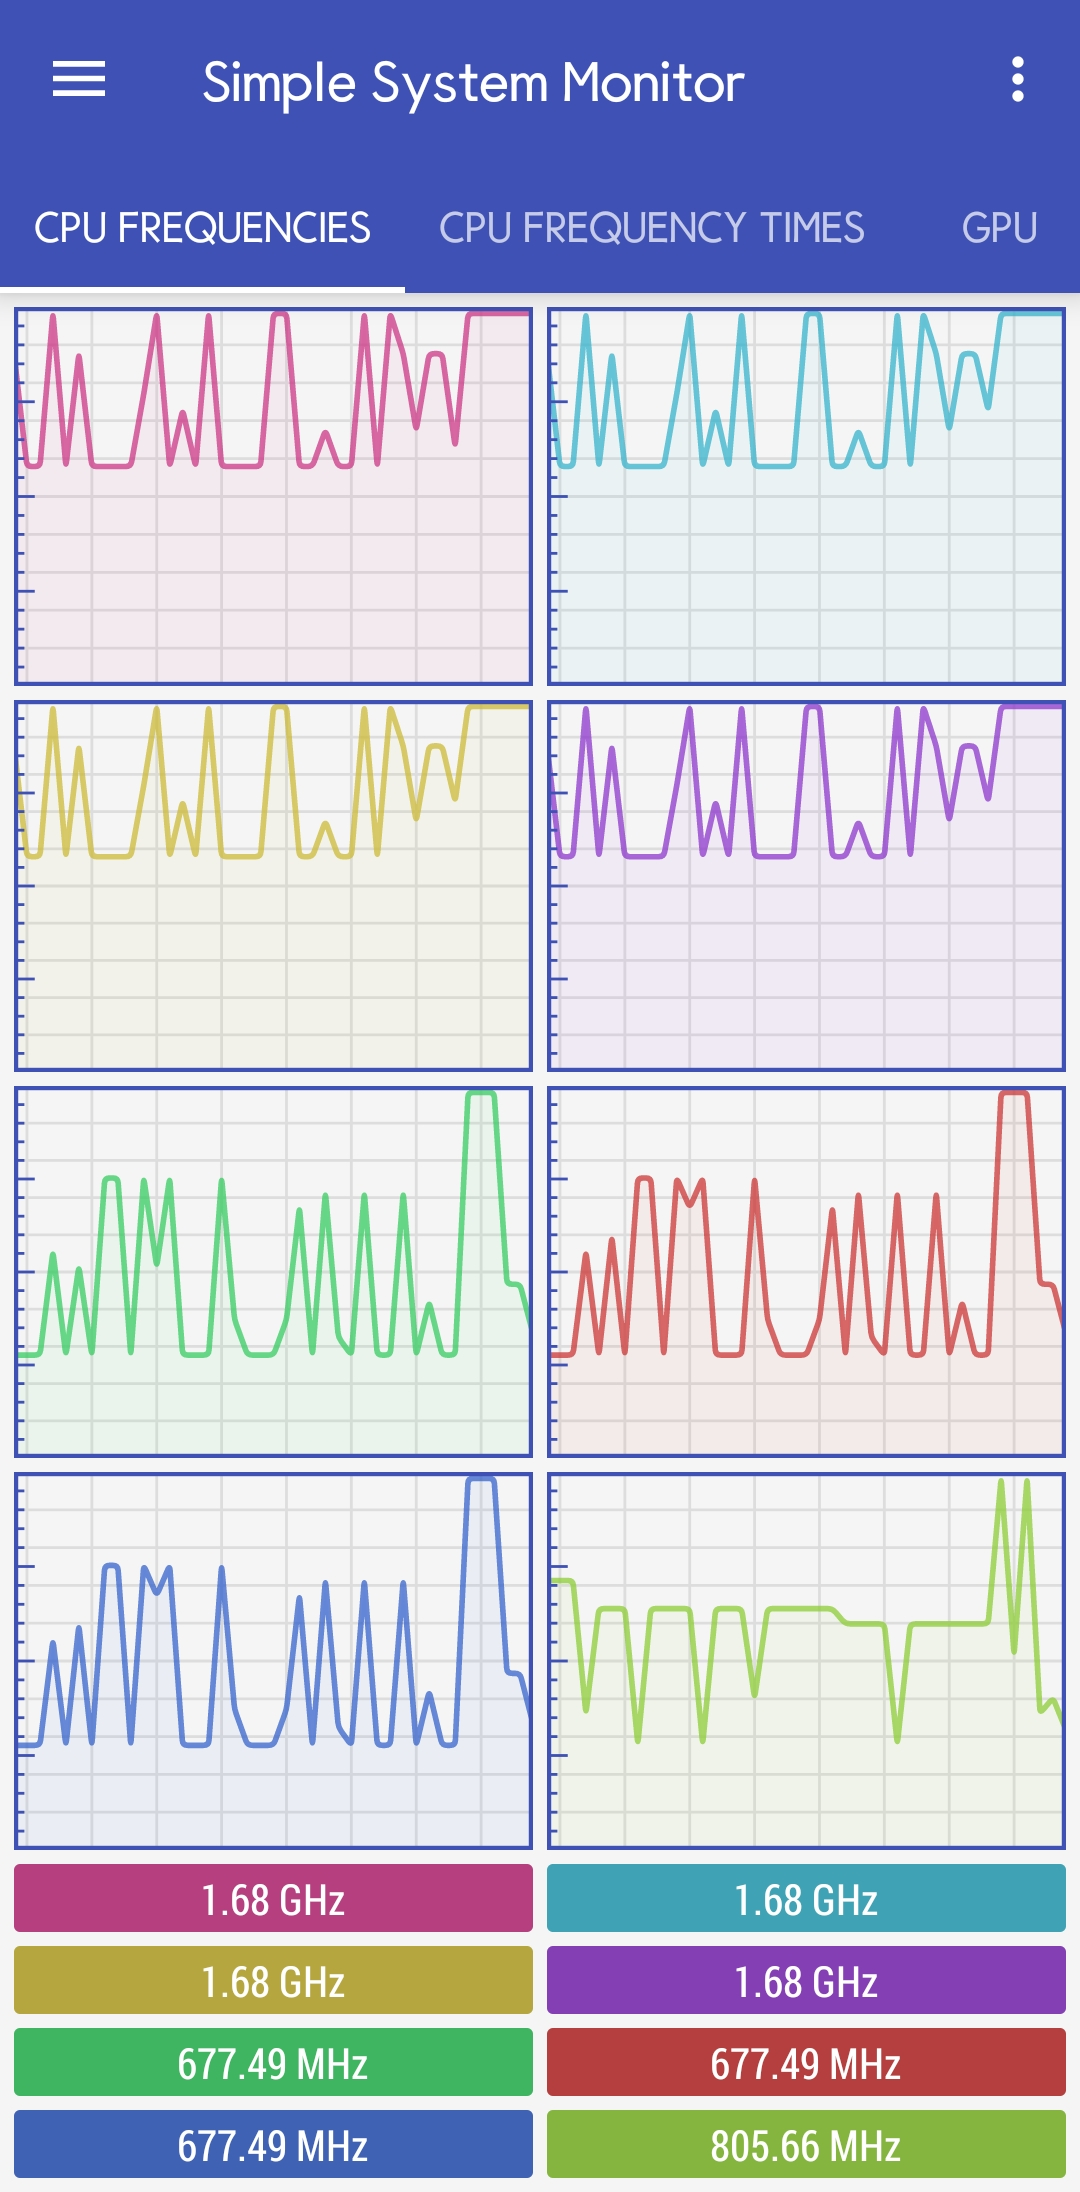 Simple System Monitor
CPU FREQUENCIES CPU FREQUENCY TIMES GPU
1.68 GHz 1.68 GHz
1.68 GHz 1.68 GHz
677.49 MHz 677.49 MHz
677.49 MHz 805.66 MHz